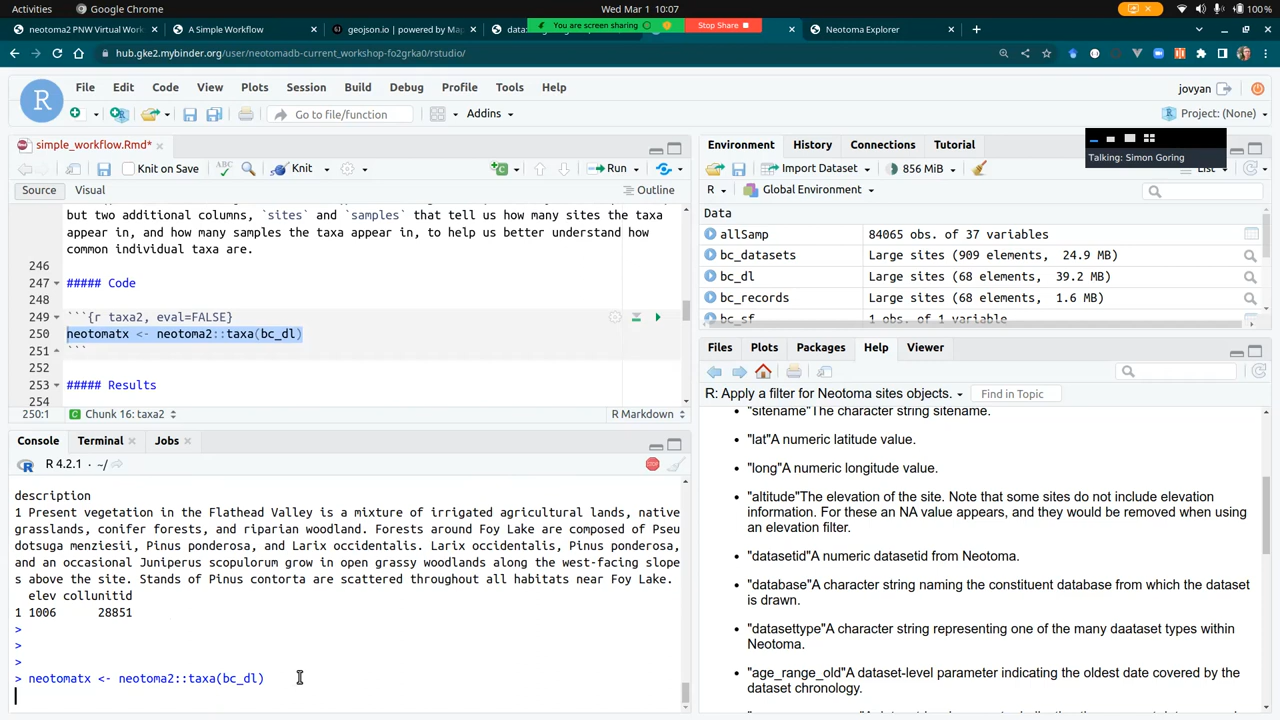 Activities
Google Chrome
Wed Mar 1 10:07
100 %
You are screen sharing
Stop Share
neotoma2 PNW Virtual Work
A Simple Workflow
geojson.io | powered by Ma
Neotoma Explorer
hub.gke2.mybinder.org/user/neotomadb-current_workshop-fo2grka0/rstudio/
File Edit Code View Plots Session Build Debug Profile Tools Help
jovyan
Go to file/function
Addins
Project: (None)
simple_workflow.Rmd*
Knit on Save
ABC
Knit
Run
Source
Visual
Outline
but two additional columns, `sites` and `samples` that tell us how many sites the taxa
appear in, and how many samples the taxa appear in, to help us better understand how
common individual taxa are.
246
247 ##### Code
248
249 ```{r taxa2, eval=FALSE}
250 neotomatx <- neotoma2::taxa(bc_dl)
251 ```
253 ##### Results
254
250:1
Chunk 16: taxa2
R Markdown
Console
Terminal
Jobs
R 4.2.1 · ~/
description
1 Present vegetation in the Flathead Valley is a mixture of irrigated agricultural lands, native
grasslands, conifer forests, and riparian woodland. Forests around Foy Lake are composed of Pseu
dotsuga menziesii, Pinus ponderosa, and Larix occidentalis. Larix occidentalis, Pinus ponderosa,
and an occasional Juniperus scopulorum grow in open grassy woodlands along the west-facing slope
s above the site. Stands of Pinus contorta are scattered throughout all habitats near Foy Lake.
elev collunitid
1 1006 28851
>
>
>
> neotomatx <- neotoma2::taxa(bc_dl)
Environment
History
Connections
Tutorial
Talking: Simon Goring
Import Dataset
856 MiB
List
R
Global Environment
Data
allSamp 84065 obs. of 37 variables
bc_datasets Large sites (909 elements, 24.9 MB)
bc_dl Large sites (68 elements, 39.2 MB)
bc_records Large sites (68 elements, 1.6 MB)
bc_sf 1 obs. of 1 variable
Files
Plots
Packages
Help
Viewer
R: Apply a filter for Neotoma sites objects.
Find in Topic
• "sitename"The character string sitename.
• "lat"A numeric latitude value.
• "long"A numeric longitude value.
• "altitude"The elevation of the site. Note that some sites do not include elevation
information. For these an NA value appears, and they would be removed when using
an elevation filter.
• "datasetid"A numeric datasetid from Neotoma.
• "database"A character string naming the constituent database from which the dataset
is drawn.
• "datasettype"A character string representing one of the many daataset types within
Neotoma.
• "age_range_old"A dataset-level parameter indicating the oldest date covered by the
dataset chronology.